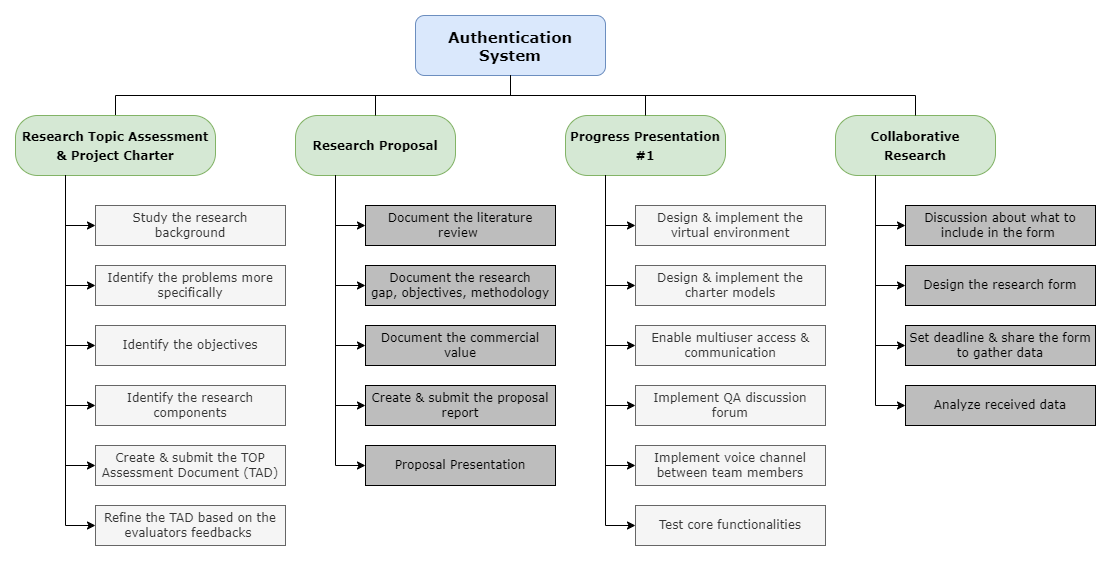 Authentication
System
Research Topic Assessment
& Project Charter
Study the research
background
Identify the problems more
specifically
Identify the objectives
Identify the research
components
Create & submit the TOP
Assessment Document (TAD)
Refine the TAD based on the
evaluators feedbacks
Research Proposal
Document the literature
review
Document the research
gap, objectives, methodology
Document the commercial
value
Create & submit the proposal
report
Proposal Presentation
Progress Presentation
#1
Design & implement the
virtual environment
Design & implement the
charter models
Enable multiuser access &
communication
Implement QA discussion
forum
Implement voice channel
between team members
Test core functionalities
Collaborative
Research
Discussion about what to
include in the form
Design the research form
Set deadline & share the form
to gather data
Analyze received data